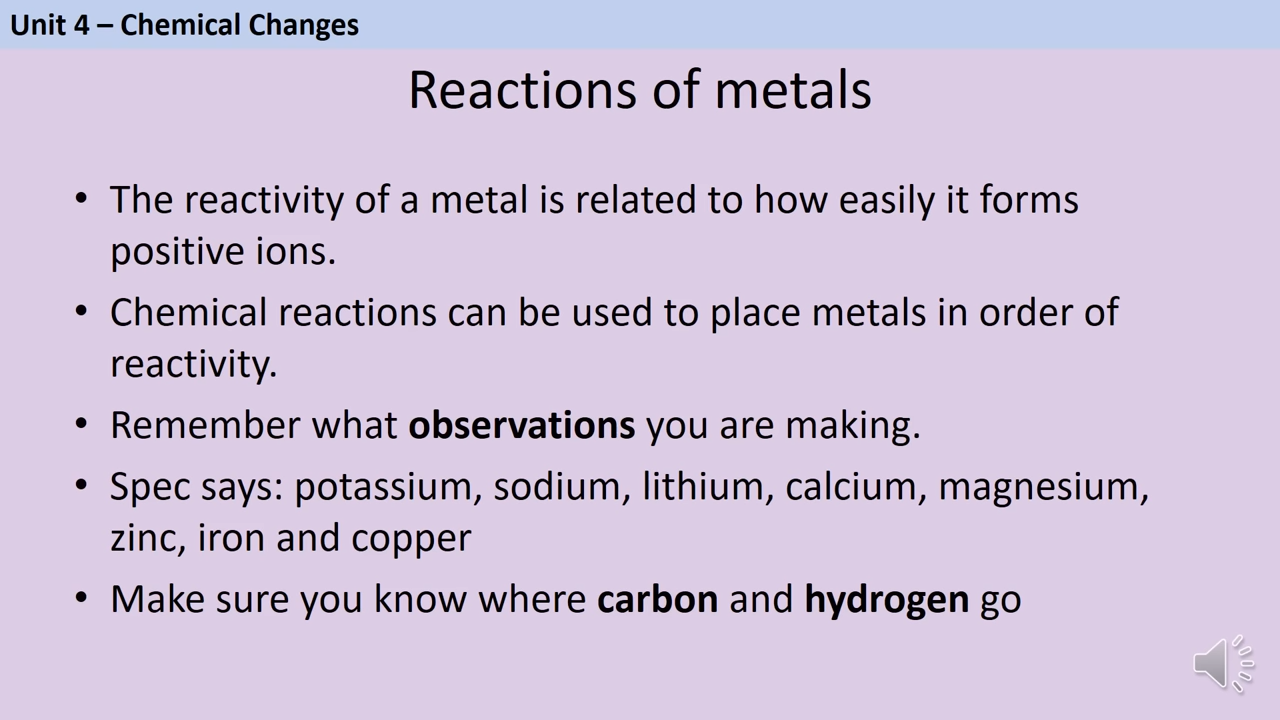 Unit 4 – Chemical Changes
Reactions of metals
• The reactivity of a metal is related to how easily it forms
positive ions.
• Chemical reactions can be used to place metals in order of
reactivity.
• Remember what observations you are making.
• Spec says: potassium, sodium, lithium, calcium, magnesium,
zinc, iron and copper
• Make sure you know where carbon and hydrogen go